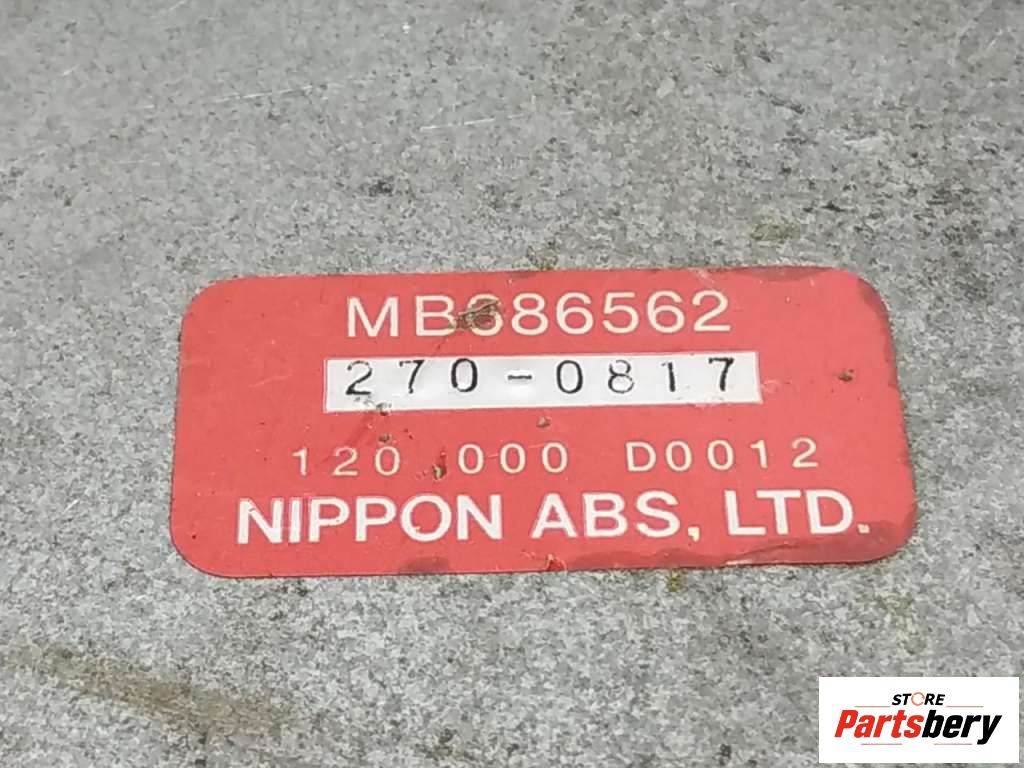 MB686562
270-0817
120 000 D0012
NIPPON ABS, LTD.
STORE
Partsbery